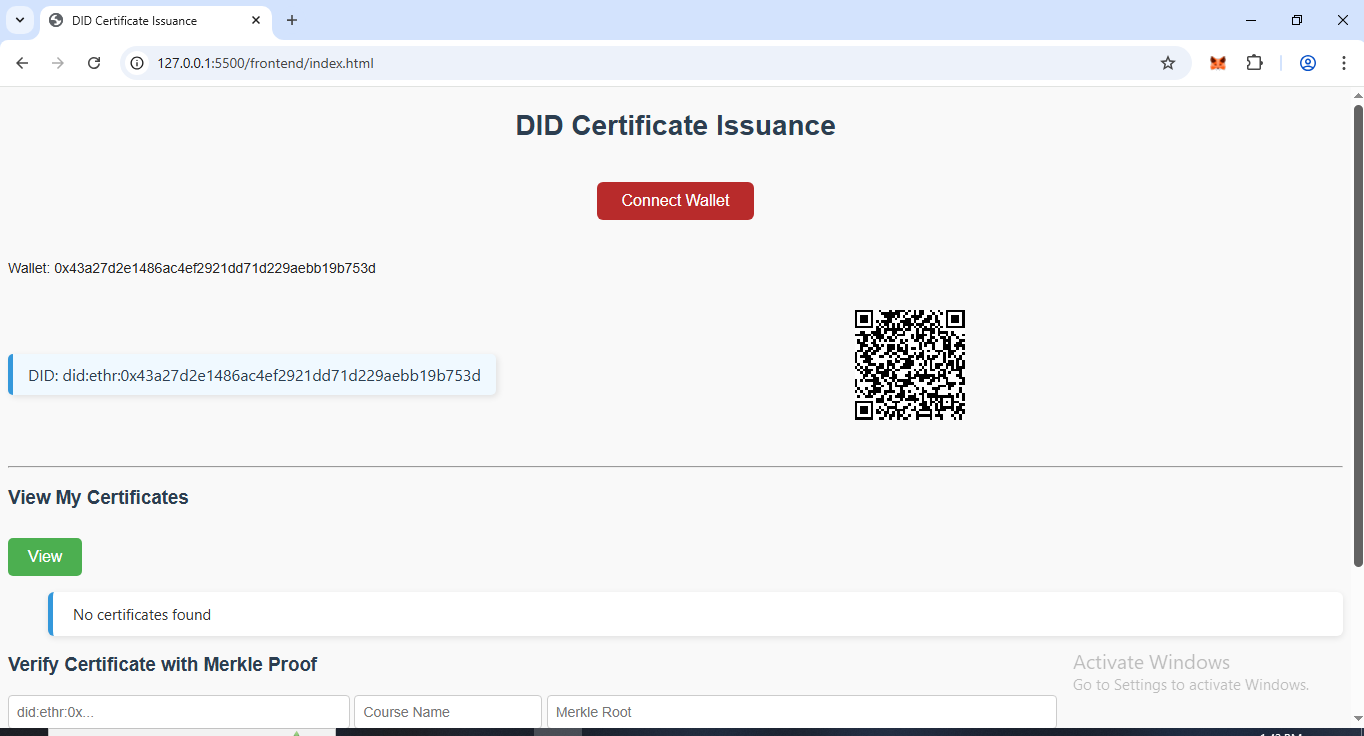 DID Certificate Issuance
127.0.0.1:5500/frontend/index.html
DID Certificate Issuance
Connect Wallet
Wallet: 0x43a27d2e1486ac4ef2921dd71d229aebb19b753d
DID: did:ethr:0x43a27d2e1486ac4ef2921dd71d229aebb19b753d
View My Certificates
View
No certificates found
Verify Certificate with Merkle Proof
Activate Windows
Go to Settings to activate Windows.
did:ethr:0x...
Course Name
Merkle Root